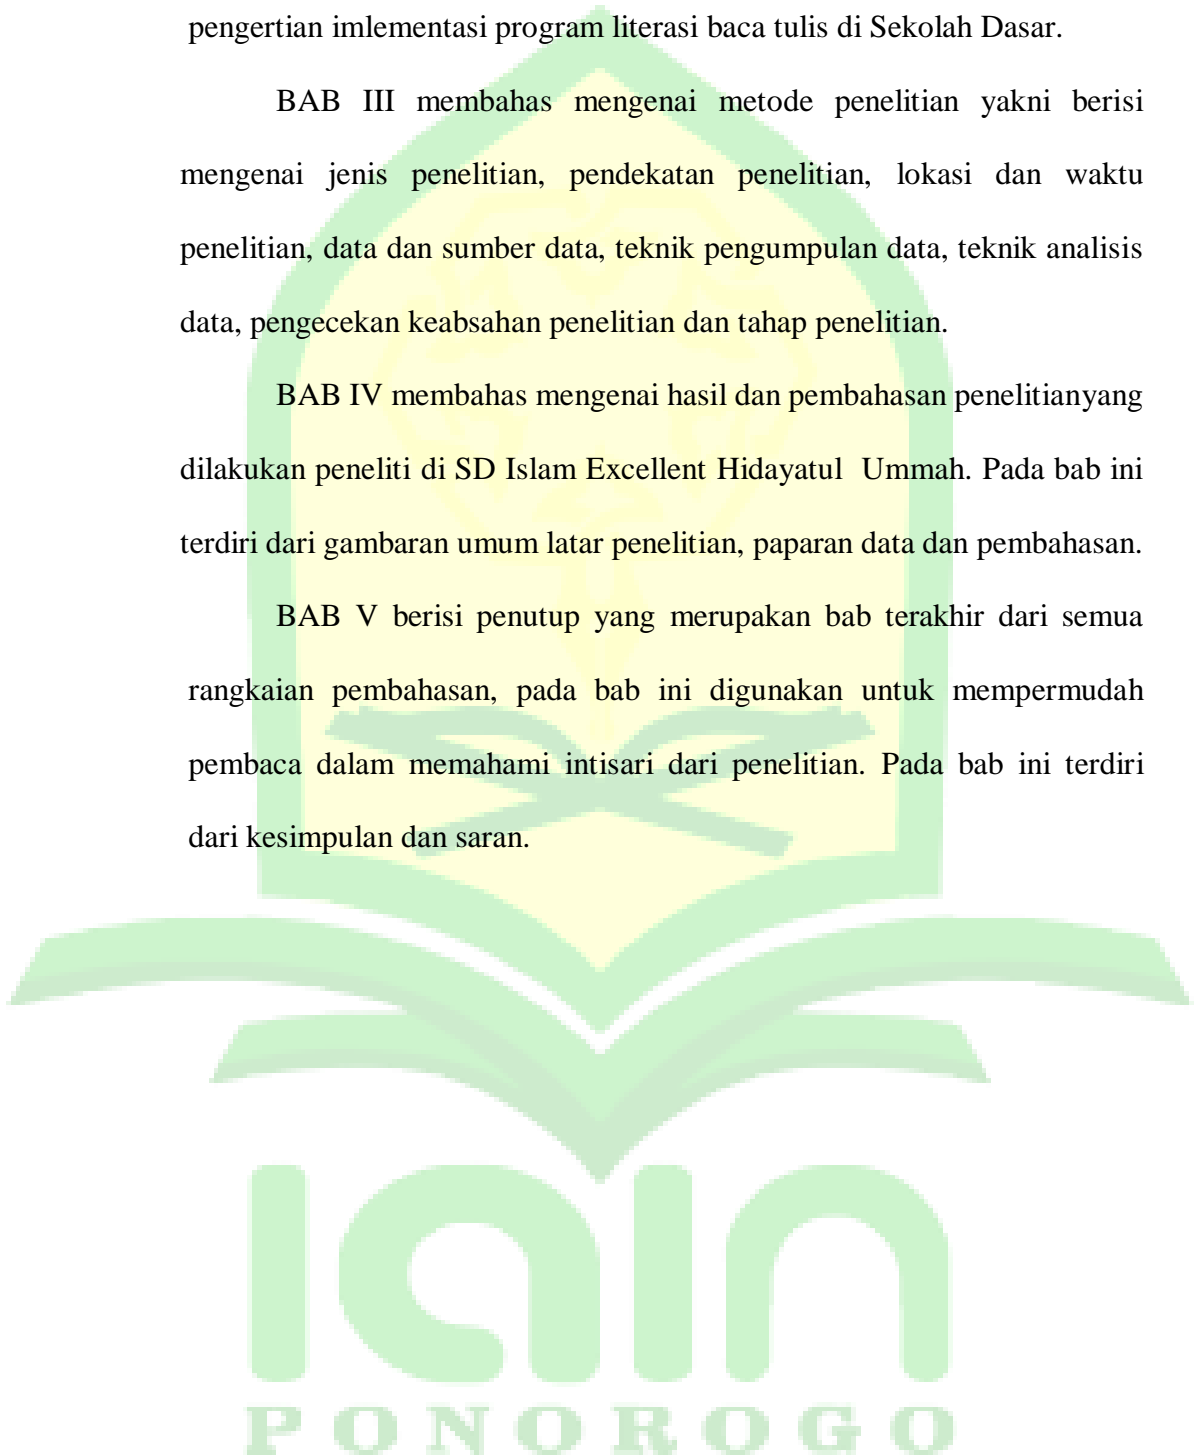 pengertian imlementasi program literasi baca tulis di Sekolah Dasar.
BAB III membahas mengenai metode penelitian yakni berisi
mengenai jenis penelitian, pendekatan penelitian, lokasi dan waktu
penelitian, data dan sumber data, teknik pengumpulan data, teknik analisis
data, pengecekan keabsahan penelitian dan tahap penelitian.
BAB IV membahas mengenai hasil dan pembahasan penelitianyang
dilakukan peneliti di SD Islam Excellent Hidayatul Ummah. Pada bab ini
terdiri dari gambaran umum latar penelitian, paparan data dan pembahasan.
BAB V berisi penutup yang merupakan bab terakhir dari semua
rangkaian pembahasan, pada bab ini digunakan untuk mempermudah
pembaca dalam memahami intisari dari penelitian. Pada bab ini terdiri
dari kesimpulan dan saran.
iain
PONOROGO